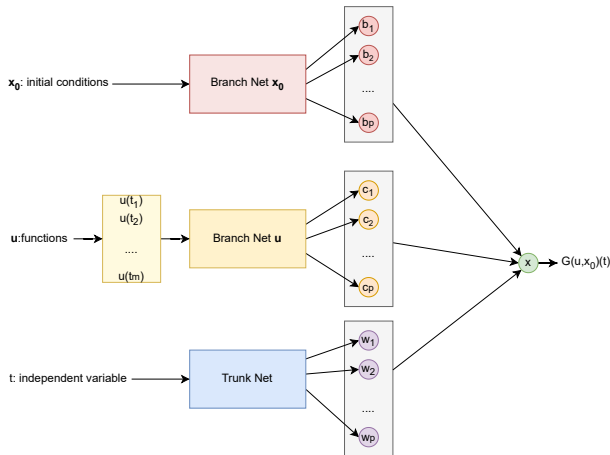 x₀: initial conditions
Branch Net x₀
b₁
b₂
....
bₚ
u:functions
u(t₁)
u(t₂)
....
u(tₘ)
Branch Net u
c₁
c₂
....
cₚ
x
G(u,x₀)(t)
t: independent variable
Trunk Net
w₁
w₂
....
wₚ